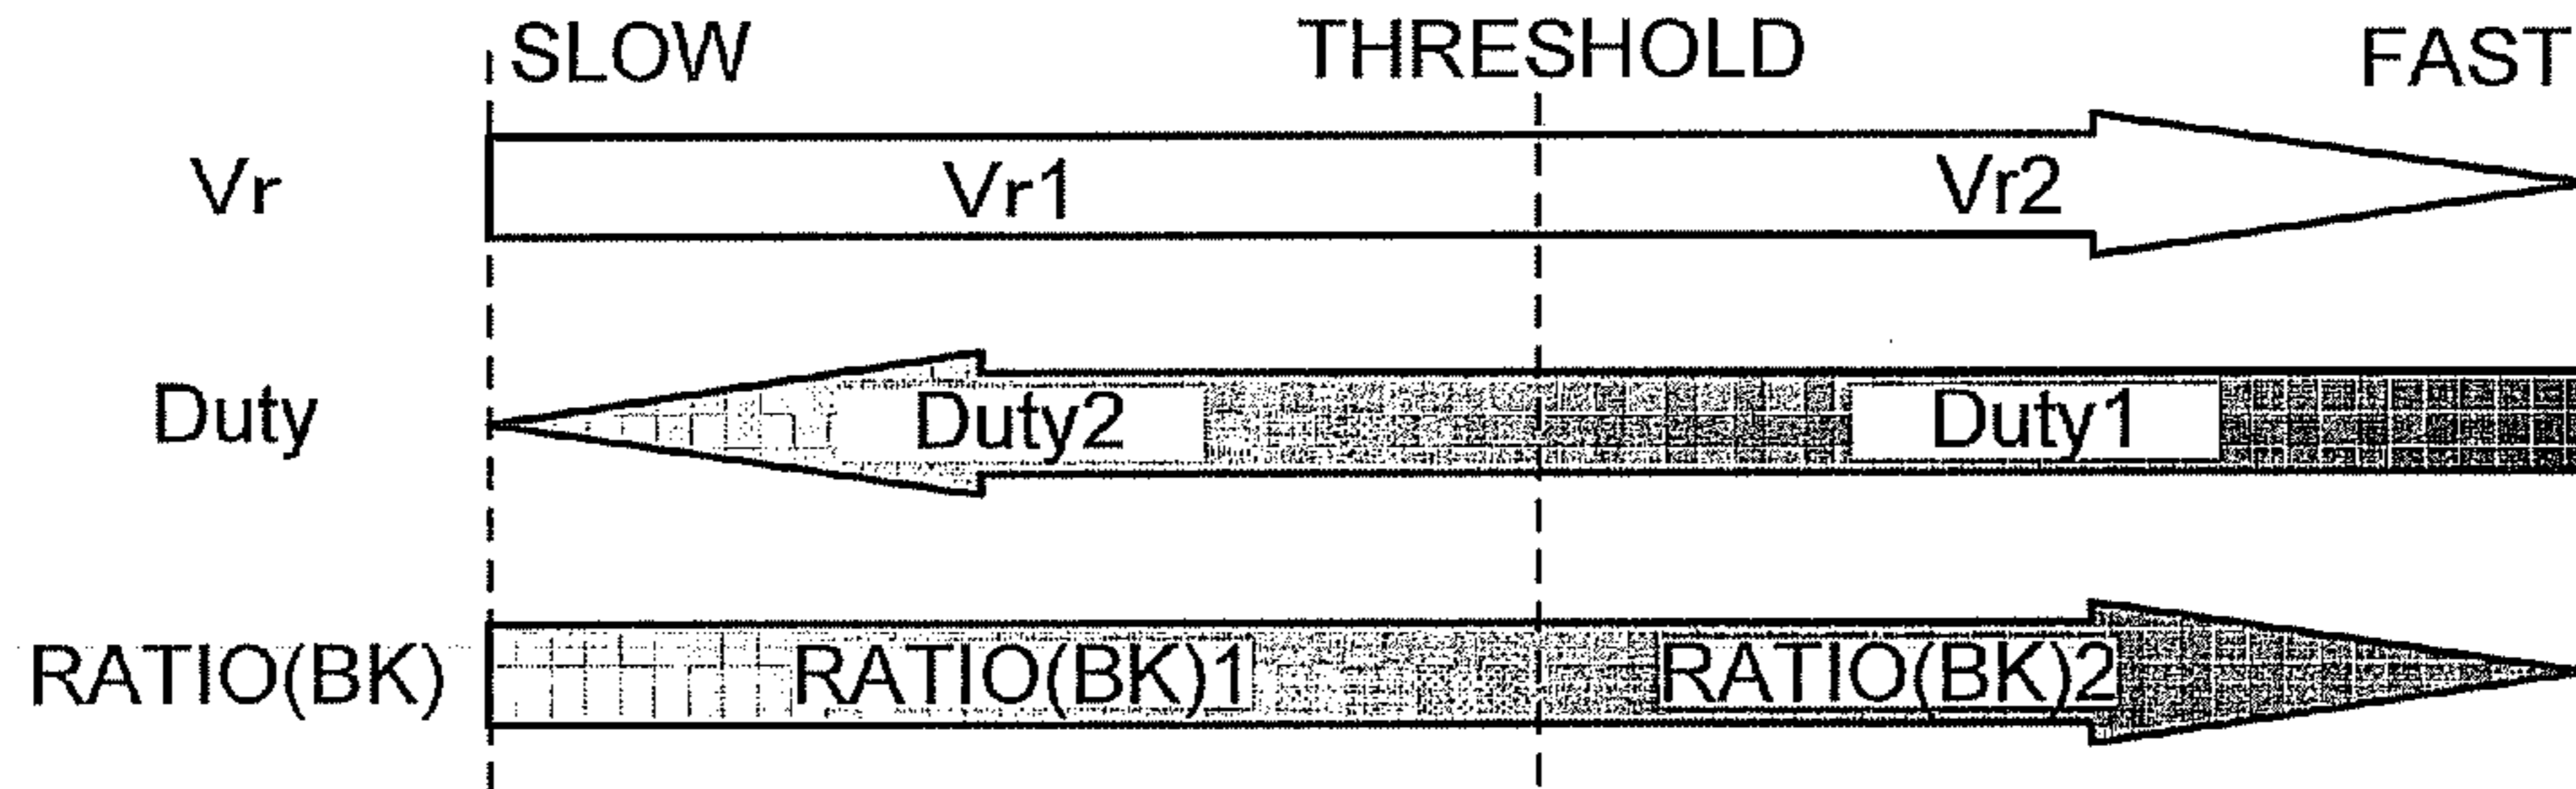 SLOW THRESHOLD FAST
Vr Vr1 Vr2
Duty Duty2 Duty1
RATIO(BK) RATIO(BK)1 RATIO(BK)2